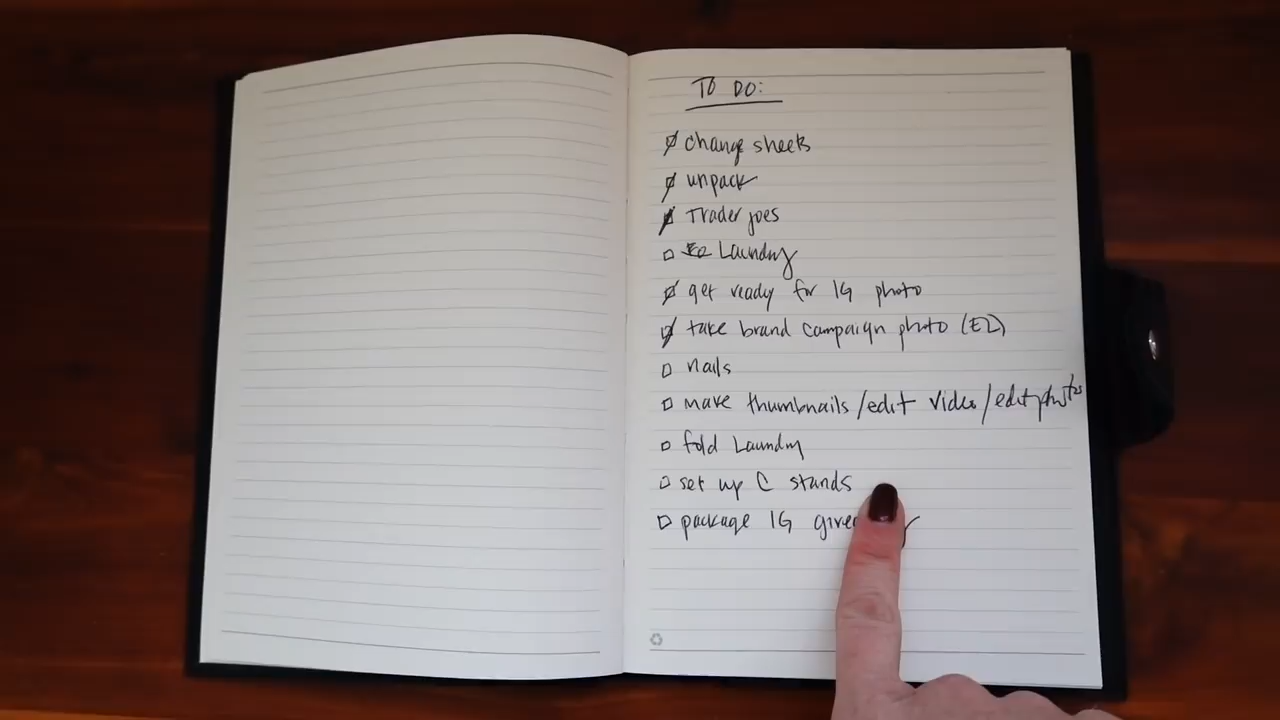 TO DO:
change sheets
unpack
Trader joes
Laundry
get ready for IG photo
take brand campaign photo (EL)
nails
make thumbnails/edit video/edit photos
fold Laundry
set up C stands
package IG